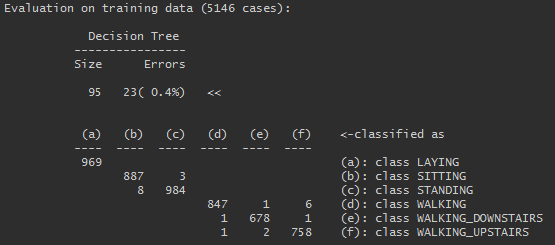 Evaluation on training data (5146 cases):
Decision Tree
----------------
Size Errors
95 23( 0.4%) <<
(a) (b) (c) (d) (e) (f) <-classified as
---- ---- ---- ---- ---- ----
969 (a): class LAYING
887 3 (b): class SITTING
8 984 (c): class STANDING
847 1 6 (d): class WALKING
1 678 1 (e): class WALKING_DOWNSTAIRS
1 2 758 (f): class WALKING_UPSTAIRS